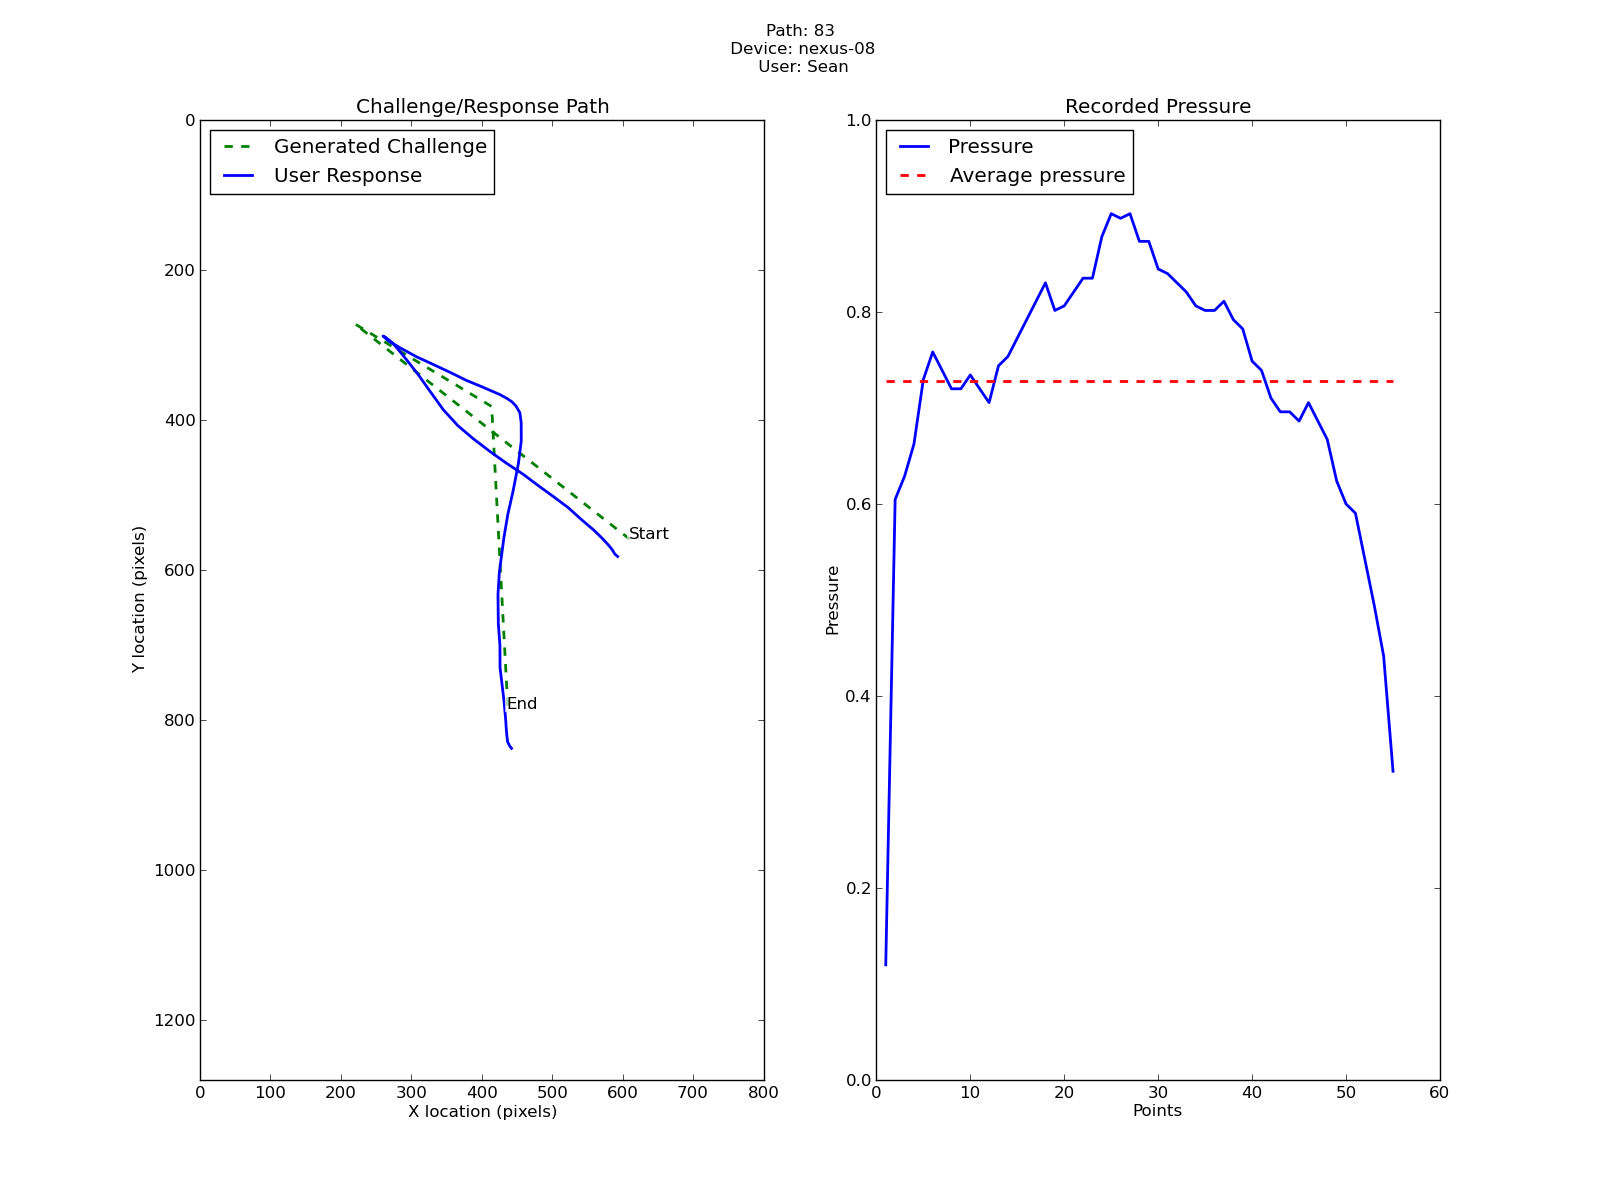 Path: 83
Device: nexus-08
User: Sean
Challenge/Response Path
Generated Challenge
User Response
Start
End
0
200
400
600
800
1000
1200
Y location (pixels)
0 100 200 300 400 500 600 700 800
X location (pixels)
Recorded Pressure
Pressure
Average pressure
1.0
0.8
0.6
0.4
0.2
0.0
Pressure
0 10 20 30 40 50 60
Points